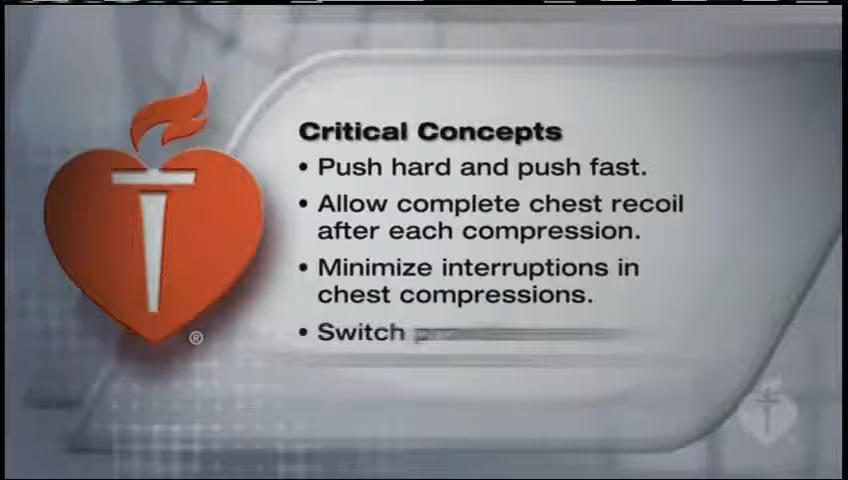 Critical Concepts
• Push hard and push fast.
• Allow complete chest recoil
after each compression.
• Minimize interruptions in
chest compressions.
• Switch
®